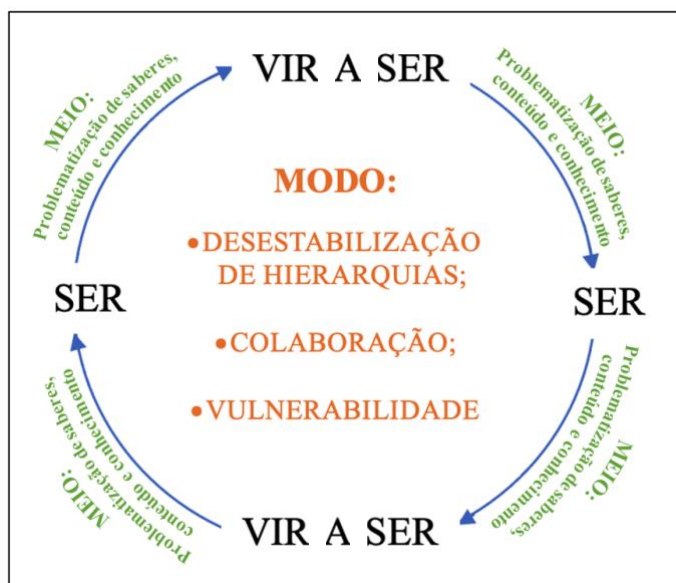 VIR A SER
MEIO:
Problematização de saberes,
conteúdo e conhecimento
MEIO:
Problematização de saberes,
conteúdo e conhecimento
MODO:
•DESESTABILIZAÇÃO
DE HIERARQUIAS;
SER
SER
•COLABORAÇÃO;
•VULNERABILIDADE
MEIO:
Problematização de saberes,
conteúdo e conhecimento
MEIO:
Problematização de saberes,
conteúdo e conhecimento
VIR A SER